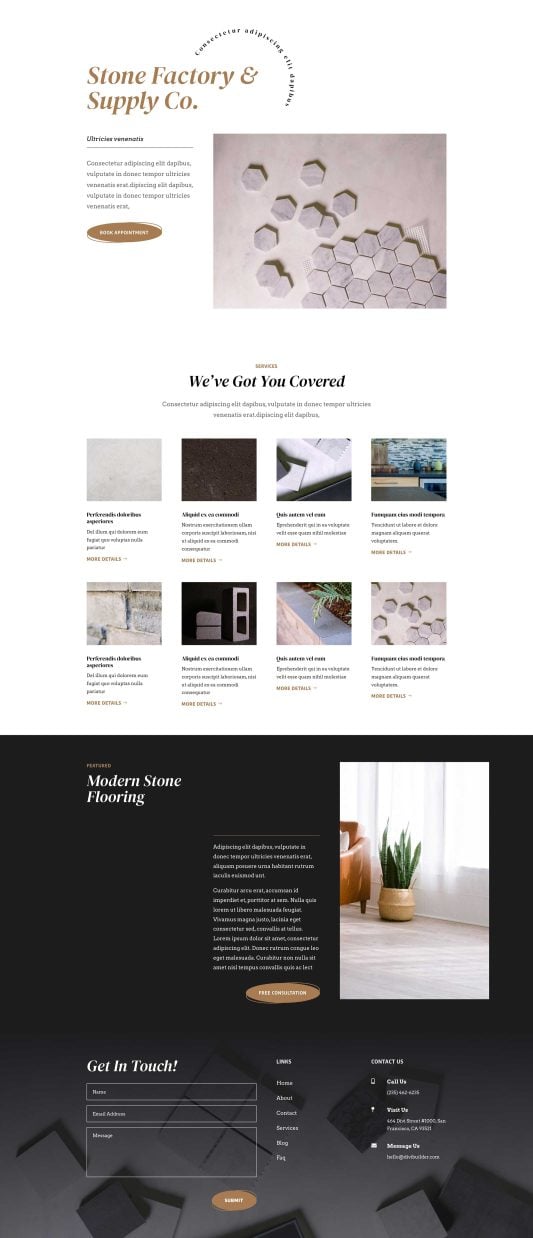 Consectetur adipiscing elit dapibus
Stone Factory &
Supply Co.
Ultricies venenatis
Consectetur adipiscing elit dapibus,
vulputate in donec tempor ultricies
venenatis erat.dipiscing elit dapibus,
vulputate in donec tempor ultricies
venenatis erat,
BOOK APPOINTMENT
SERVICES
We've Got You Covered
Consectetur adipiscing elit dapibus, vulputate in donec tempor ultricies
venenatis erat.dipiscing elit dapibus,
Perferendis doloribus
asperiores
Del illum qui dolorem eum
fugiat quo voluptas nulla
pariatur
MORE DETAILS →
Aliquid ex ea commodi
Nostrum exercitationem ullam
corporis suscipit laboriosam, nisi
ut aliquid ex ea commodi
consequatur
MORE DETAILS →
Quis autem vel eum
Eprehenderit qui in ea voluptate
velit esse quam nihil molestiae
MORE DETAILS →
Fumquam eius modi tempora
Tincidunt ut labore et dolore
magnam aliquam quaerat
voluptatem.
MORE DETAILS →
Perferendis doloribus
asperiores
Del illum qui dolorem eum
fugiat quo voluptas nulla
pariatur
MORE DETAILS →
Aliquid ex ea commodi
Nostrum exercitationem ullam
corporis suscipit laboriosam, nisi
ut aliquid ex ea commodi
consequatur
MORE DETAILS →
Quis autem vel eum
Eprehenderit qui in ea voluptate
velit esse quam nihil molestiae
MORE DETAILS →
Fumquam eius modi tempora
Tincidunt ut labore et dolore
magnam aliquam quaerat
voluptatem.
MORE DETAILS →
FEATURED
Modern Stone
Flooring
Adipiscing elit dapibus, vulputate in
donec tempor ultricies venenatis erat,
aliquam posuere urna habitant rutrum
iaculis euismod unt.
Curabitur arcu erat, accumsan id
imperdiet et, porttitor at sem. Nulla quis
lorem ut libero malesuada feugiat.
Vivamus magna justo, lacinia eget
consectetur sed, convallis at tellus.
Lorem ipsum dolor sit amet, consectetur
adipiscing elit. Donec rutrum congue leo
eget malesuada. Curabitur non nulla sit
amet nisl tempus convallis quis ac lect
FREE CONSULTATION
Get In Touch!
Name
Email Address
Message
SUBMIT
LINKS
Home
About
Contact
Services
Blog
Faq
CONTACT US
Call Us
(235) 462-6235
Visit Us
464 Divi Street #1000, San
Francisco, CA 93521
Message Us
hello@divibuilder.com